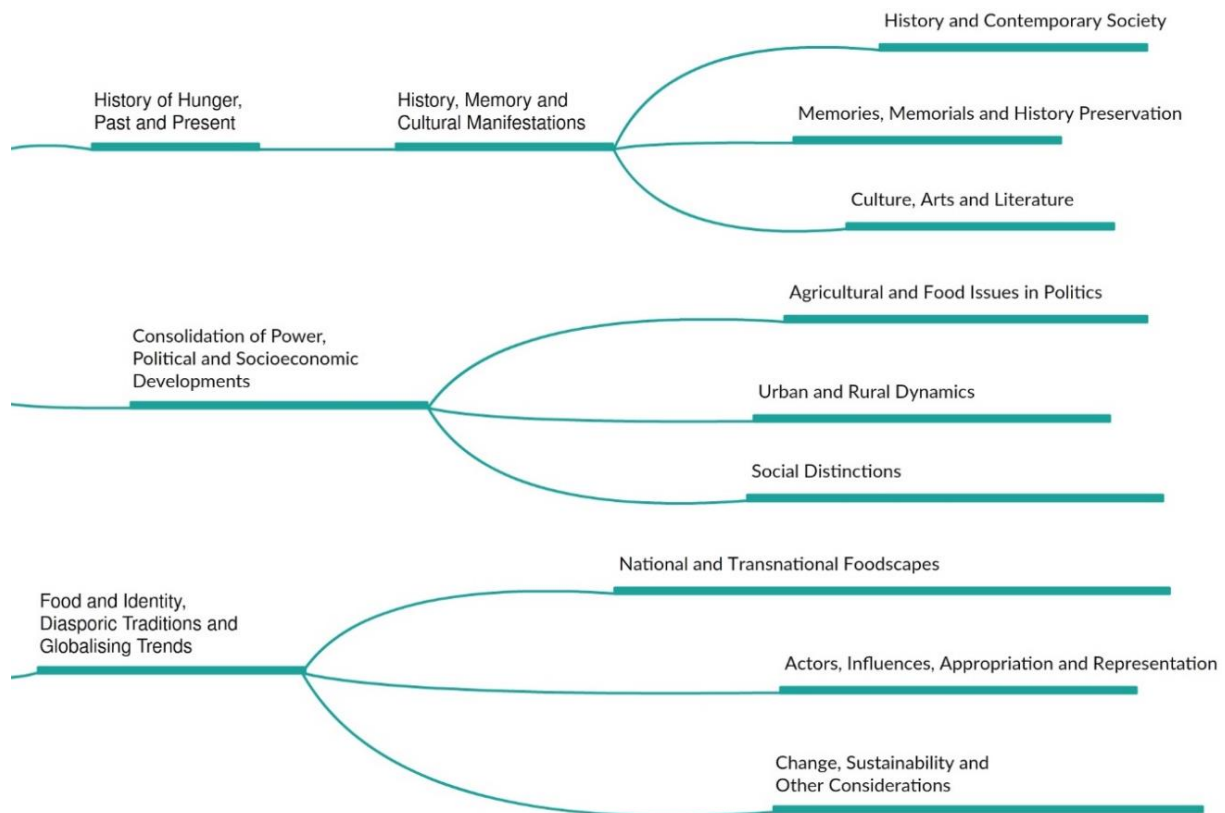 History and Contemporary Society
History of Hunger,
Past and Present
History, Memory and
Cultural Manifestations
Memories, Memorials and History Preservation
Culture, Arts and Literature
Agricultural and Food Issues in Politics
Consolidation of Power,
Political and Socioeconomic
Developments
Urban and Rural Dynamics
Social Distinctions
National and Transnational Foodscapes
Food and Identity,
Diasporic Traditions and
Globalising Trends
Actors, Influences, Appropriation and Representation
Change, Sustainability and
Other Considerations